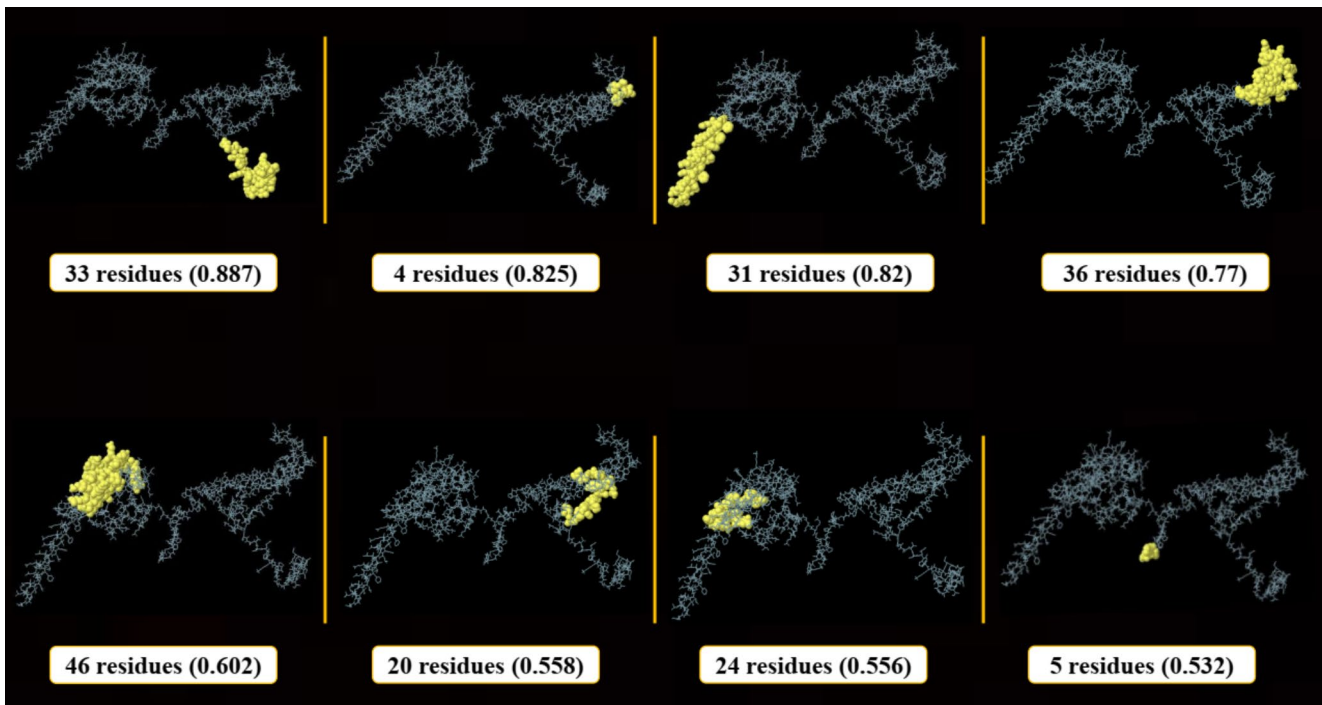 33 residues (0.887)
4 residues (0.825)
31 residues (0.82)
36 residues (0.77)
46 residues (0.602)
20 residues (0.558)
24 residues (0.556)
5 residues (0.532)